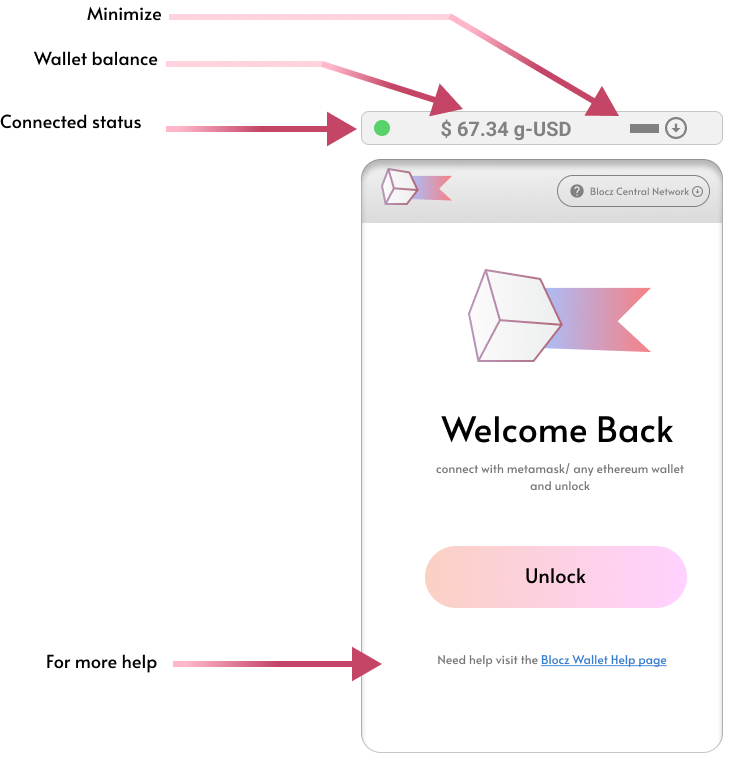 Minimize
Wallet balance
Connected status
$ 67.34 g-USD
? Blocz Central Network
Welcome Back
connect with metamask/ any ethereum wallet
and unlock
Unlock
For more help
Need help visit the Blocz Wallet Help page